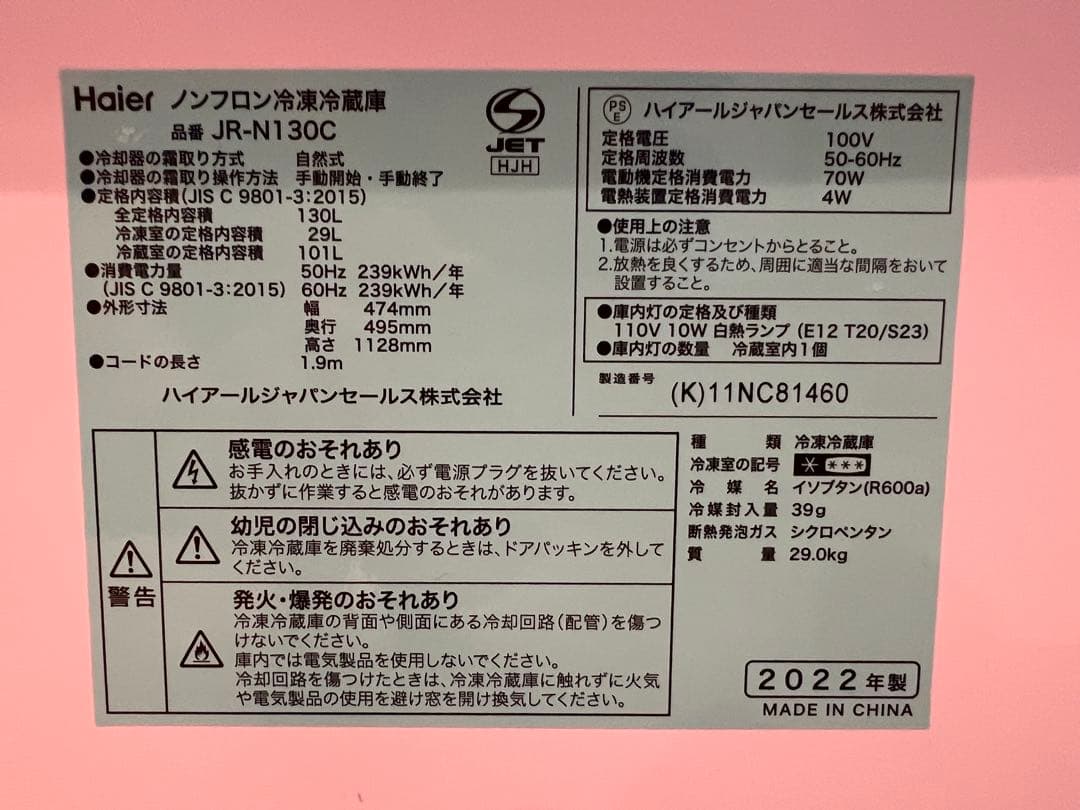 Haier ノンフロン冷凍冷蔵庫
品番 JR-N130C
●冷却器の霜取り方式 自然式
●冷却器の霜取り操作方法 手動開始・手動終了
●定格内容積(JIS C 9801-3:2015)
全定格内容積 130L
冷凍室の定格内容積 29L
冷蔵室の定格内容積 101L
●消費電力量 50Hz 239kWh/年
(JIS C 9801-3:2015) 60Hz 239kWh/年
●外形寸法 幅 474mm
奥行 495mm
高さ 1128mm
●コードの長さ 1.9m
ハイアールジャパンセールス株式会社
S
JET
HJH
PS
E
ハイアールジャパンセールス株式会社
定格電圧 100V
定格周波数 50-60Hz
電動機定格消費電力 70W
電熱装置定格消費電力 4W
●使用上の注意
1.電源は必ずコンセントからとること。
2.放熱を良くするため、周囲に適当な間隔をおいて
設置すること。
●庫内灯の定格及び種類
110V 10W 白熱ランプ (E12 T20/S23)
●庫内灯の数量 冷蔵室内1個
製造番号 (K)11NC81460
警告
感電のおそれあり
お手入れのときには、必ず電源プラグを抜いてください。
抜かずに作業すると感電のおそれがあります。
幼児の閉じ込みのおそれあり
冷凍冷蔵庫を廃棄処分するときは、ドアパッキンを外して
ください。
発火・爆発のおそれあり
冷凍冷蔵庫の背面や側面にある冷却回路(配管)を傷つ
けないでください。
庫内では電気製品を使用しないでください。
冷却回路を傷つけたときは、冷凍冷蔵庫に触れずに火気
や電気製品の使用を避け窓を開け換気してください。
種類 冷凍冷蔵庫
冷凍室の記号 * ***
冷媒名 イソブタン(R600a)
冷媒封入量 39g
断熱発泡ガス シクロペンタン
質量 29.0kg
2022年製
MADE IN CHINA